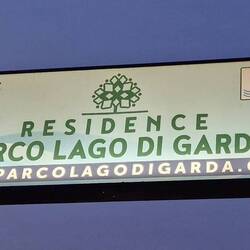 RESIDENCE
RCO LAGO DI GARD
PARCOLAGODIGARDA.